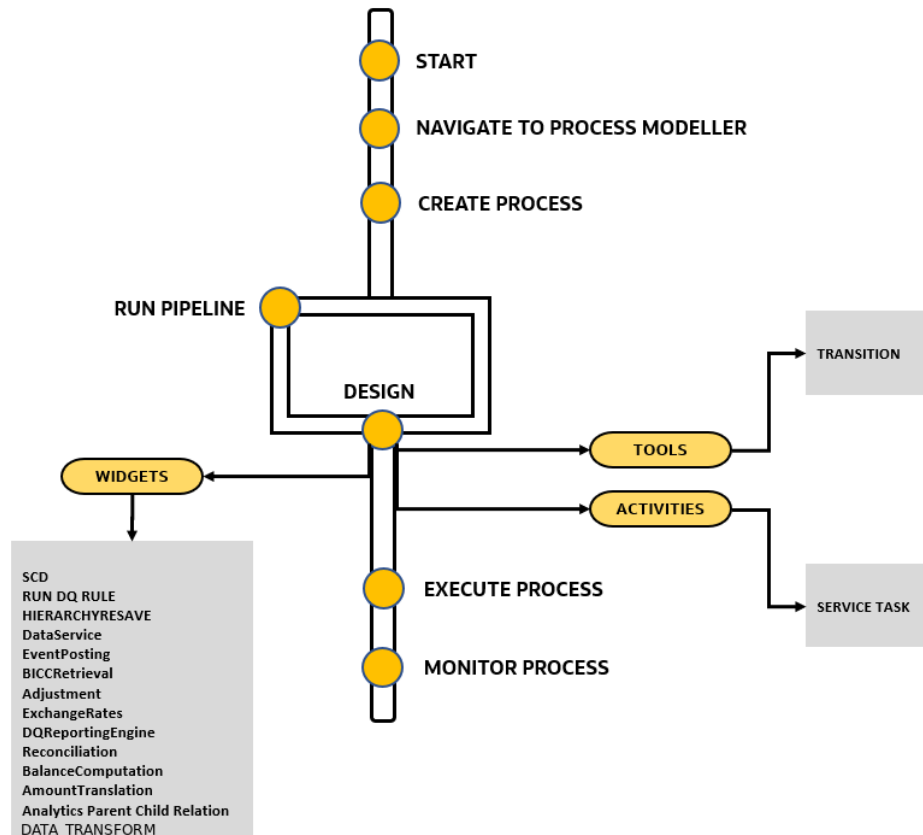 START
NAVIGATE TO PROCESS MODELLER
CREATE PROCESS
RUN PIPELINE
DESIGN
TRANSITION
TOOLS
WIDGETS
ACTIVITIES
SCD
RUN DQ RULE
HIERARCHYRESAVE
DataService
EventPosting
BICCRetrieval
Adjustment
ExchangeRates
DQReportingEngine
Reconciliation
BalanceComputation
AmountTranslation
Analytics Parent Child Relation
DATA TRANSFORM
EXECUTE PROCESS
SERVICE TASK
MONITOR PROCESS